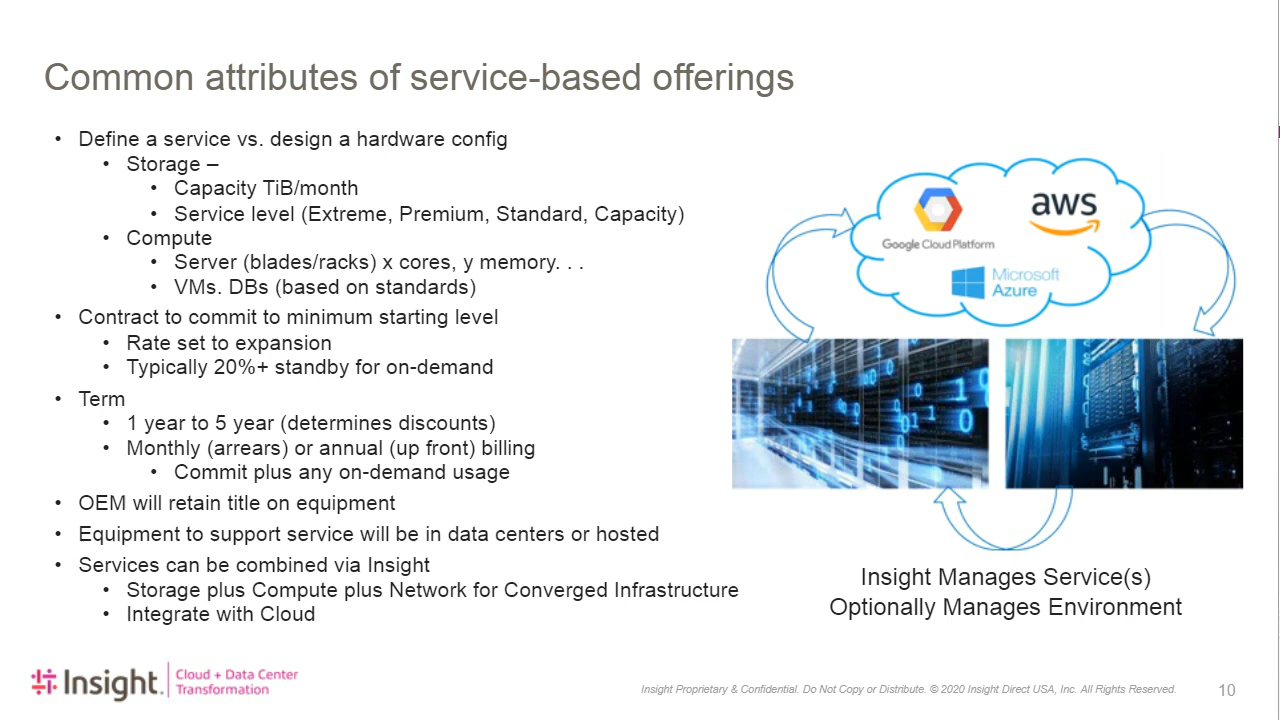 Common attributes of service-based offerings
• Define a service vs. design a hardware config
• Storage –
• Capacity TiB/month
• Service level (Extreme, Premium, Standard, Capacity)
• Compute
• Server (blades/racks) x cores, y memory. . .
• VMs. DBs (based on standards)
• Contract to commit to minimum starting level
• Rate set to expansion
• Typically 20%+ standby for on-demand
• Term
• 1 year to 5 year (determines discounts)
• Monthly (arrears) or annual (up front) billing
• Commit plus any on-demand usage
• OEM will retain title on equipment
• Equipment to support service will be in data centers or hosted
• Services can be combined via Insight
• Storage plus Compute plus Network for Converged Infrastructure
• Integrate with Cloud
Google Cloud Platform
aws
Microsoft
Azure
Insight Manages Service(s)
Optionally Manages Environment
Insight.
Cloud + Data Center
Transformation
Insight Proprietary & Confidential. Do Not Copy or Distribute. © 2020 Insight Direct USA, Inc. All Rights Reserved.
10